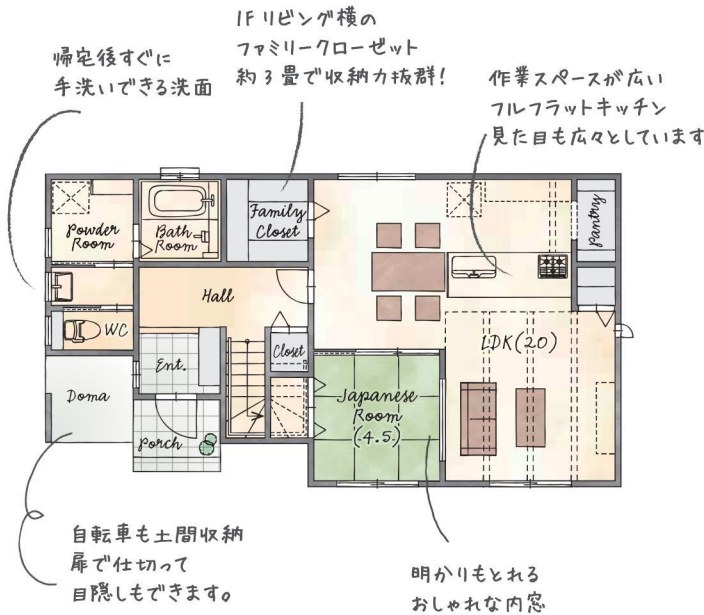 1F リビング横の
ファミリークローゼット
約3畳で収納力抜群!
帰宅後すぐに
手洗いできる洗面
作業スペースが広い
フルフラットキッチン
見た目も広々としています
Powder
Room
Bath
Room
Family
Closet
Pantry
Hall
WC
Ent.
Closet
LDK(20)
Doma
Porch
Japanese
Room
(4.5)
自転車も土間収納
扉で仕切って
目隠しもできます。
明かりもとれる
おしゃれな内窓